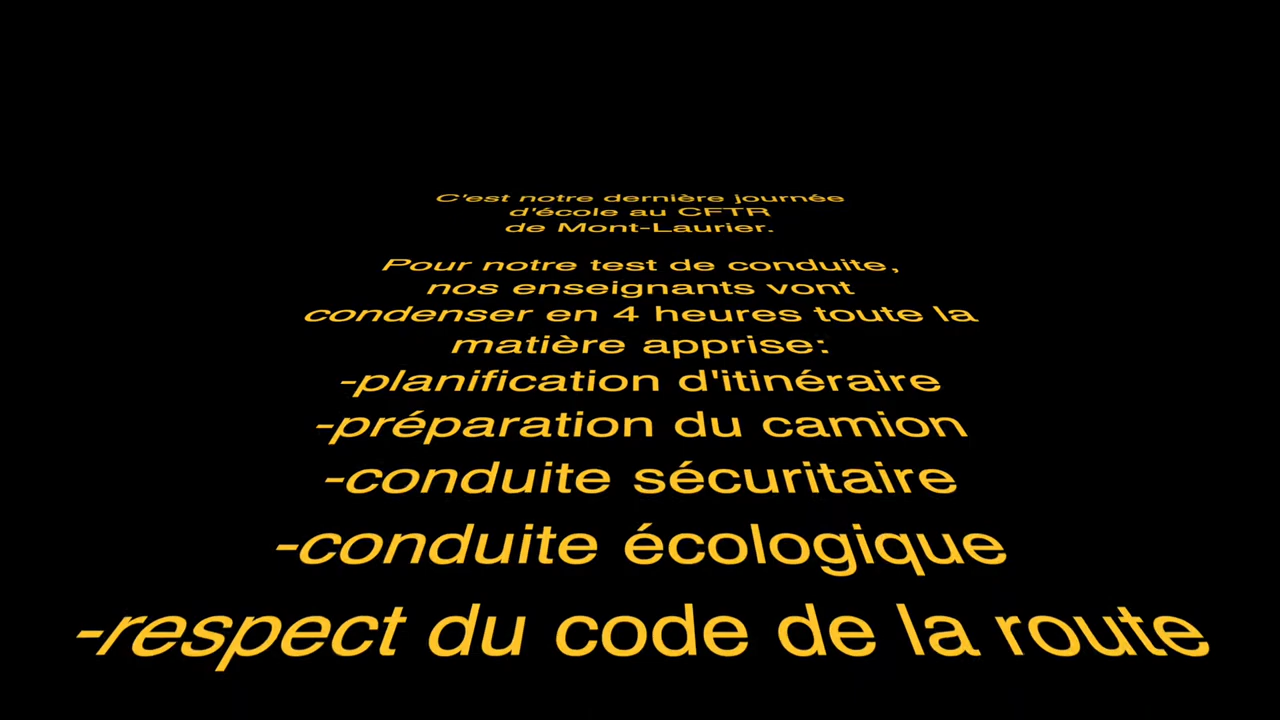 C'est notre dernière journée
d'école au CFTR
de Mont-Laurier.
Pour notre test de conduite,
nos enseignants vont
condenser en 4 heures toute la
matière apprise:
-planification d'itinéraire
-préparation du camion
-conduite sécuritaire
-conduite écologique
-respect du code de la route